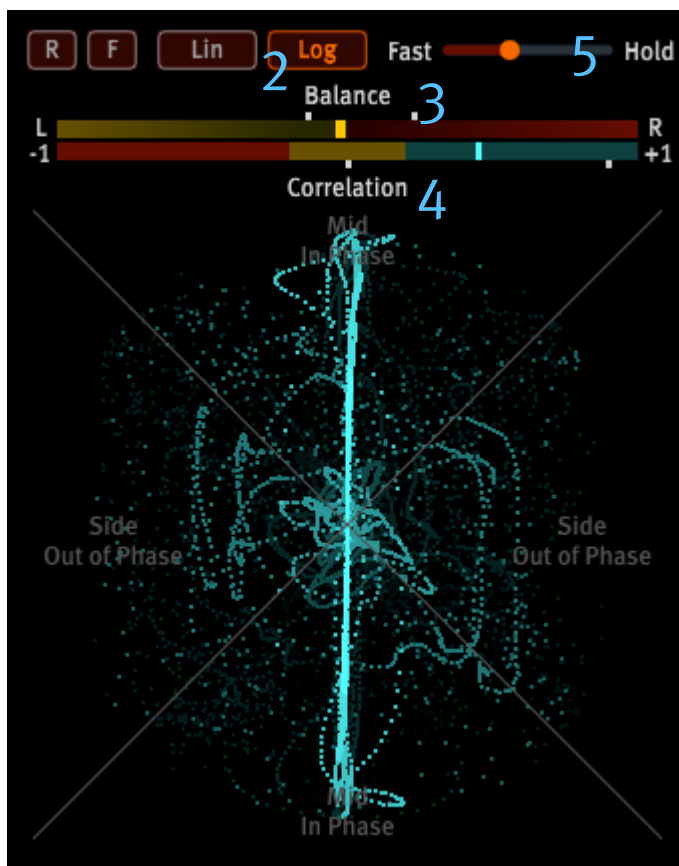 R F Lin Log Fast Hold
2 5
Balance 3
L R
-1 +1
Correlation 4
Mid
In Phase
Side Side
Out of Phase Out of Phase
Mid
In Phase